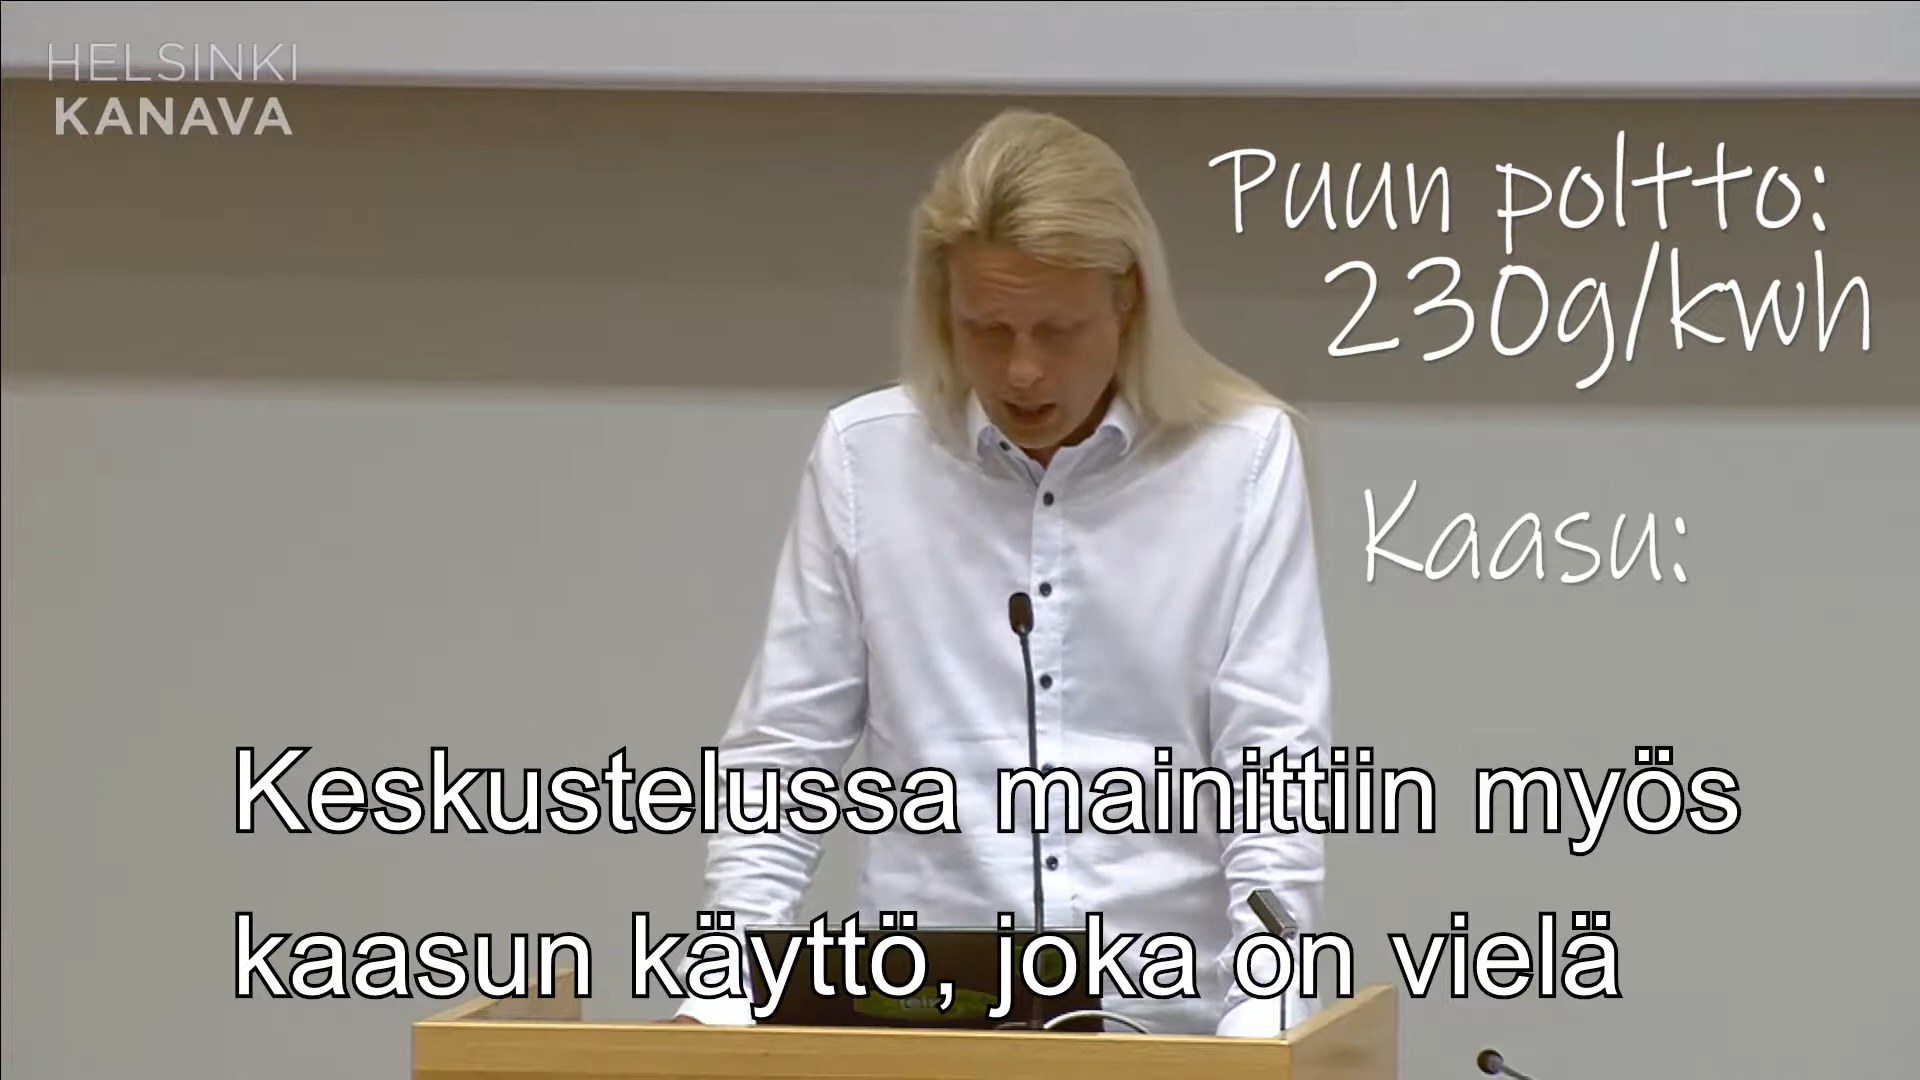 HELSINKI
KANAVA
Puun poltto:
230g/kwh
Kaasu:
Keskustelussa mainittiin myös
kaasun käyttö, joka on vielä